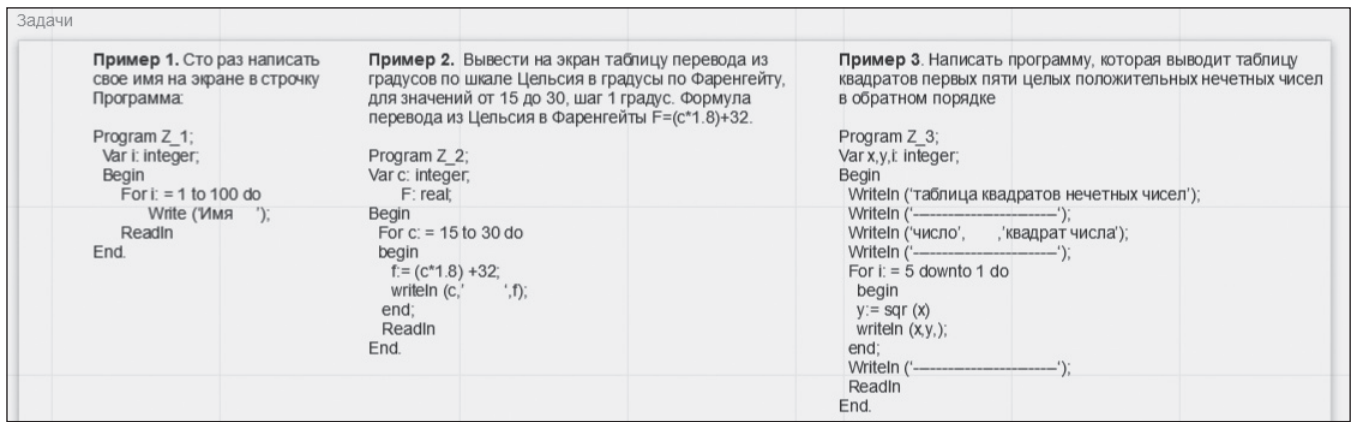 Задачи
Пример 1. Сто раз написать
свое имя на экране в строчку
Программа:
Program Z_1;
Var i: integer;
Begin
For i: = 1 to 100 do
Write ('Имя ');
Readln
End.
Пример 2. Вывести на экран таблицу перевода из
градусов по шкале Цельсия в градусы по Фаренгейту,
для значений от 15 до 30, шаг 1 градус. Формула
перевода из Цельсия в Фаренгейты F=(c*1.8)+32.
Program Z_2;
Var c: integer;
F: real;
Begin
For c: = 15 to 30 do
begin
f:= (c*1.8) +32;
writeln (c,' ',f);
end;
Readln
End.
Пример 3. Написать программу, которая выводит таблицу
квадратов первых пяти целых положительных нечетных чисел
в обратном порядке
Program Z_3;
Var x,y,i: integer;
Begin
Writeln ('таблица квадратов нечетных чисел');
Writeln ('-------------------------');
Writeln ('число', ,'квадрат числа');
Writeln ('-------------------------');
For i: = 5 downto 1 do
begin
y:= sqr (x)
writeln (x,y,);
end;
Writeln ('-------------------------');
Readln
End.